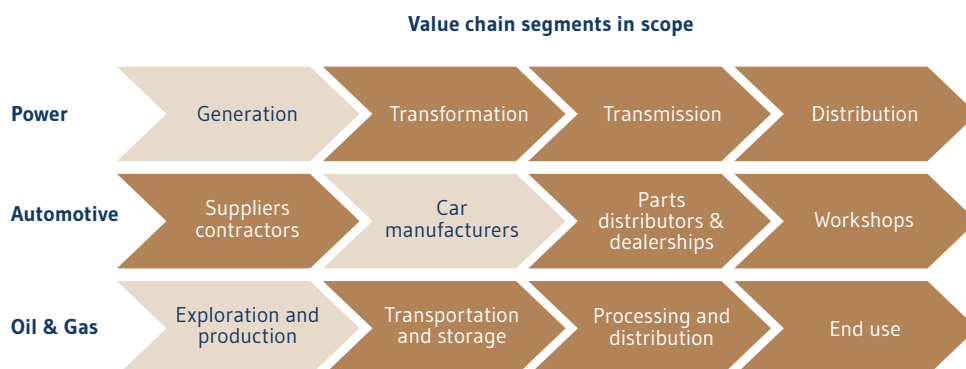 Value chain segments in scope
Power
Generation
Transformation
Transmission
Distribution
Automotive
Suppliers
contractors
Car
manufacturers
Parts
distributors &
dealerships
Workshops
Oil & Gas
Exploration and
production
Transportation
and storage
Processing and
distribution
End use